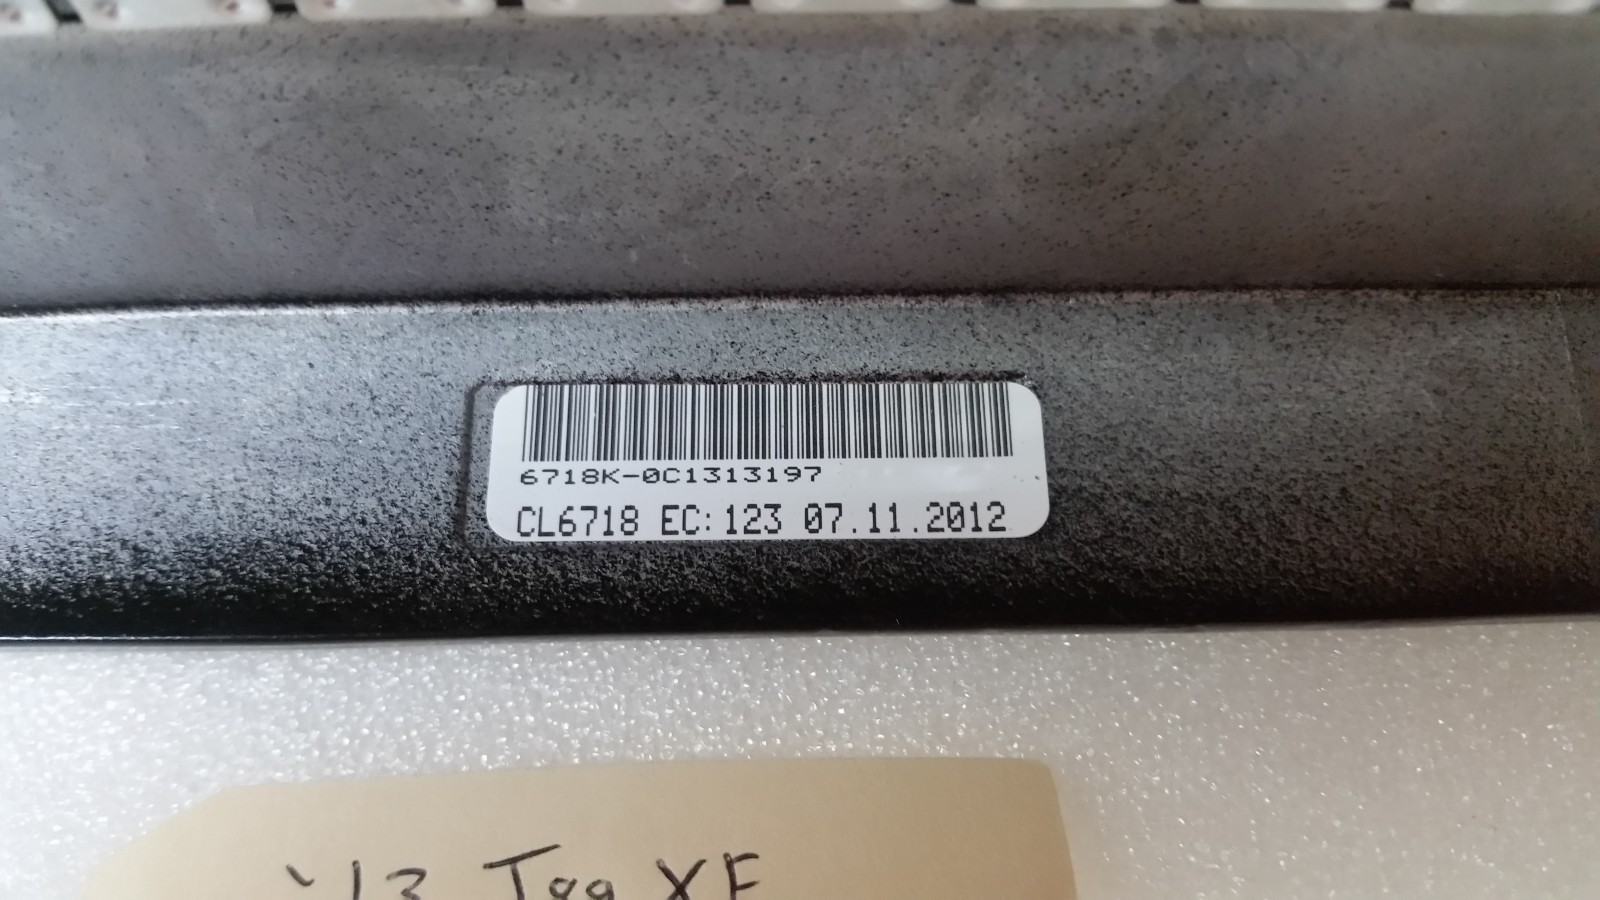 6718K-0C1313197
CL6718 EC: 123 07.11.2012
'13 Jag XF